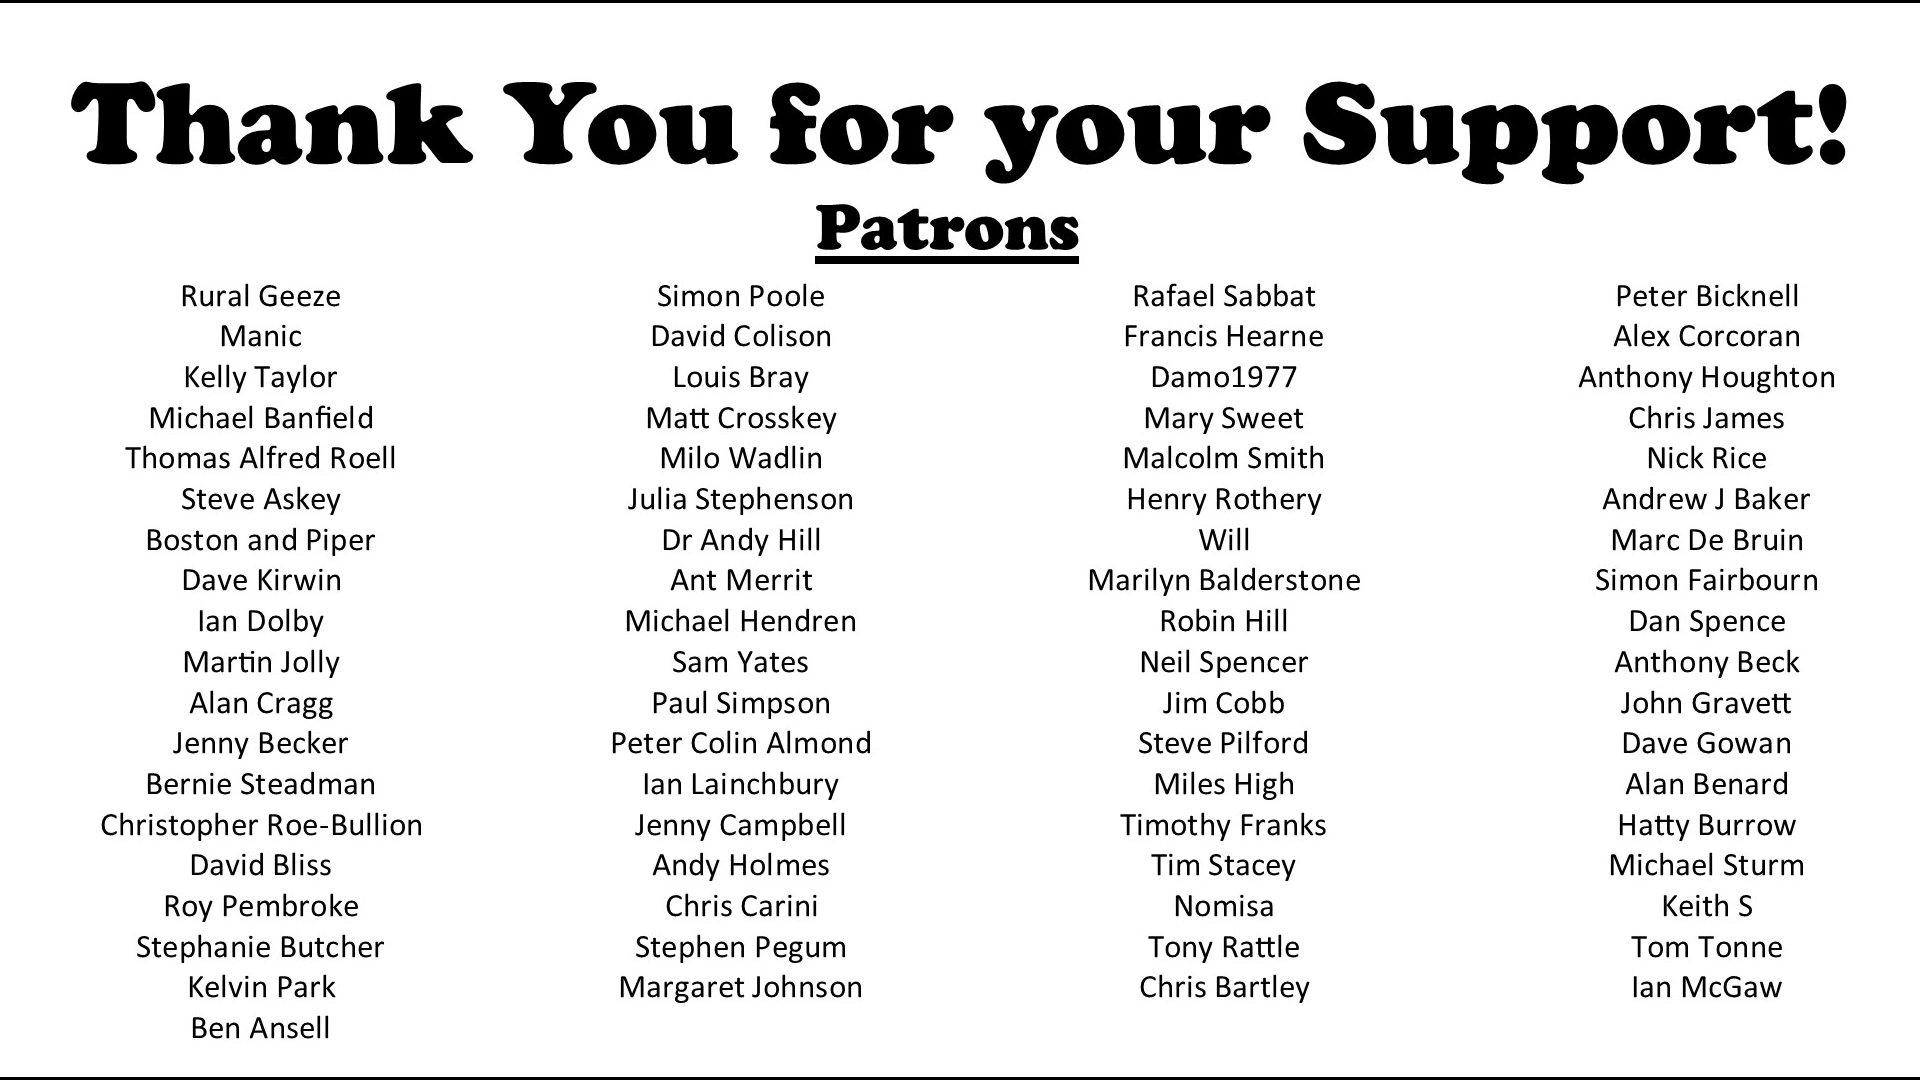 Thank You for your Support!
Patrons
Rural Geeze
Manic
Kelly Taylor
Michael Banfield
Thomas Alfred Roell
Steve Askey
Boston and Piper
Dave Kirwin
Ian Dolby
Martin Jolly
Alan Cragg
Jenny Becker
Bernie Steadman
Christopher Roe-Bullion
David Bliss
Roy Pembroke
Stephanie Butcher
Kelvin Park
Ben Ansell
Simon Poole
David Colison
Louis Bray
Matt Crosskey
Milo Wadlin
Julia Stephenson
Dr Andy Hill
Ant Merrit
Michael Hendren
Sam Yates
Paul Simpson
Peter Colin Almond
Ian Lainchbury
Jenny Campbell
Andy Holmes
Chris Carini
Stephen Pegum
Margaret Johnson
Rafael Sabbat
Francis Hearne
Damo1977
Mary Sweet
Malcolm Smith
Henry Rothery
Will
Marilyn Balderstone
Robin Hill
Neil Spencer
Jim Cobb
Steve Pilford
Miles High
Timothy Franks
Tim Stacey
Nomisa
Tony Rattle
Chris Bartley
Peter Bicknell
Alex Corcoran
Anthony Houghton
Chris James
Nick Rice
Andrew J Baker
Marc De Bruin
Simon Fairbourn
Dan Spence
Anthony Beck
John Gravett
Dave Gowan
Alan Benard
Hatty Burrow
Michael Sturm
Keith S
Tom Tonne
Ian McGaw